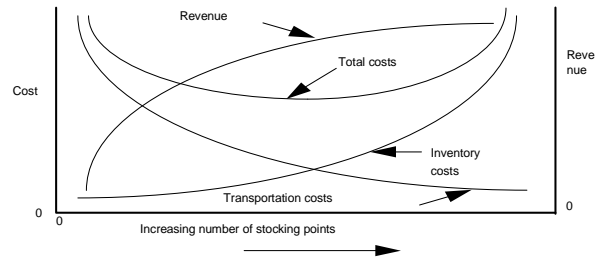 Revenue
Reve
nue
Total costs
Cost
Inventory
costs
Transportation costs
0
0
0
Increasing number of stocking points